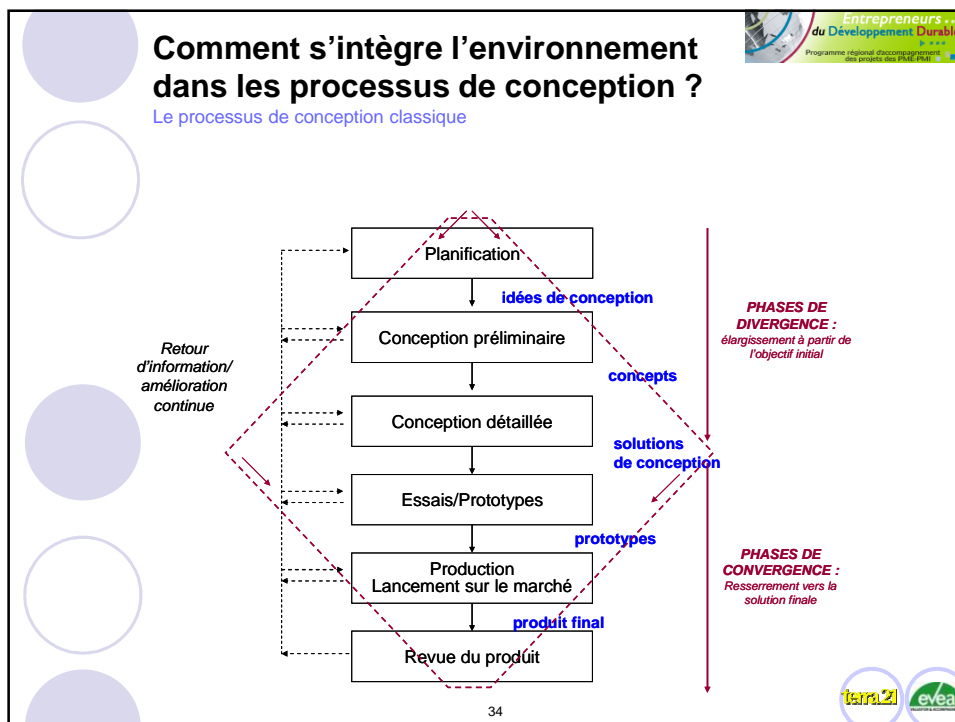 Entrepreneurs ...
du Développement Durable
Programme régional d'accompagnement
des projets des PME-PMI
Comment s'intègre l'environnement
dans les processus de conception ?
Le processus de conception classique
Planification
idées de conception
Conception préliminaire
concepts
Conception détaillée
solutions
de conception
Essais/Prototypes
prototypes
Production
Lancement sur le marché
produit final
Revue du produit
Retour
d'information/
amélioration
continue
PHASES DE
DIVERGENCE :
élargissement à partir de
l'objectif initial
PHASES DE
CONVERGENCE :
Resserrement vers la
solution finale
34
terra21
evea